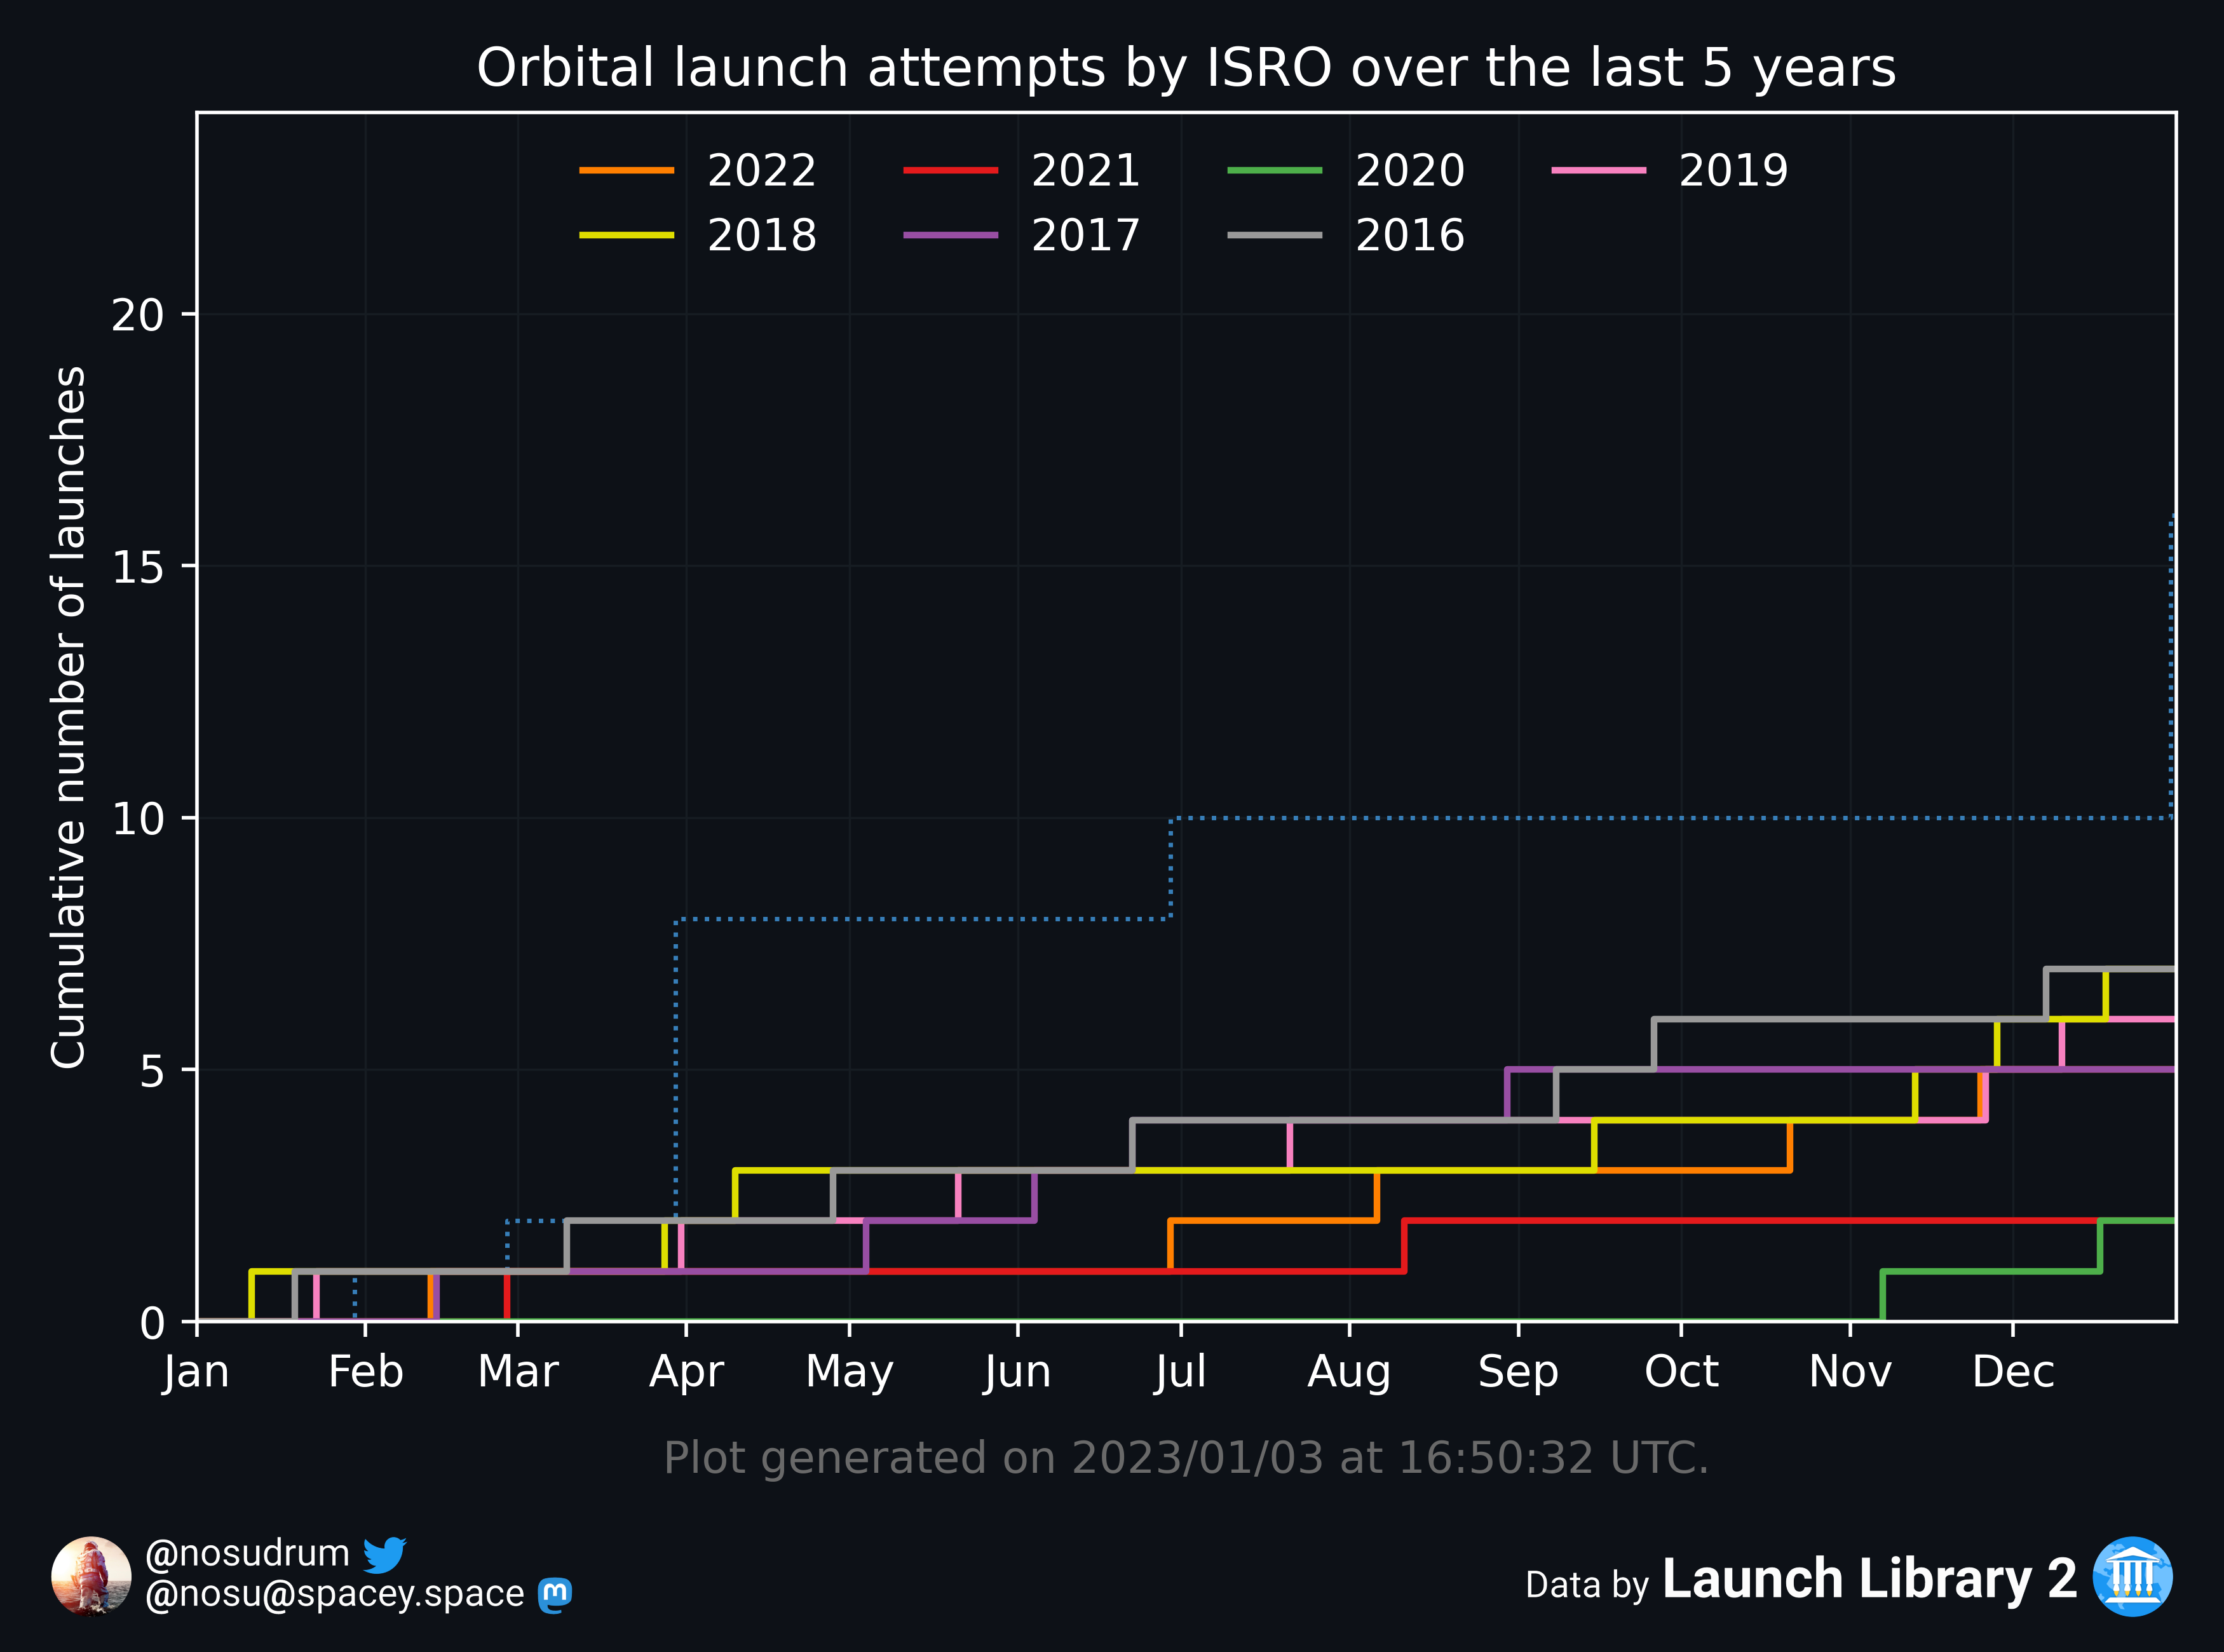 Orbital launch attempts by ISRO over the last 5 years
2022 2021 2020 2019
2018 2017 2016
Cumulative number of launches
20
15
10
5
0
Jan Feb Mar Apr May Jun Jul Aug Sep Oct Nov Dec
Plot generated on 2023/01/03 at 16:50:32 UTC.
@nosudrum
@nosu@spacey.space
Data by Launch Library 2